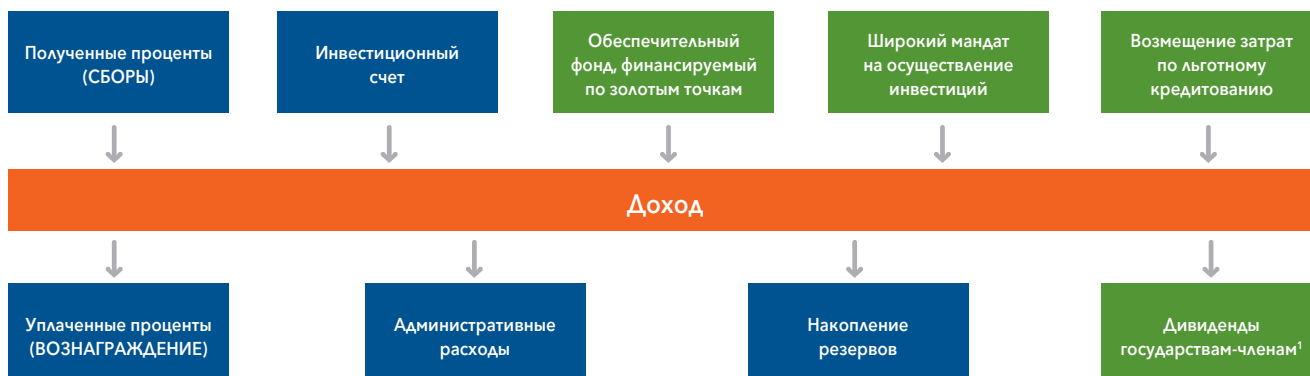 Полученные проценты
(СБОРЫ)
Инвестиционный
счет
Обеспечительный
фонд, финансируемый
по золотым точкам
Широкий мандат
на осуществление
инвестиций
Возмещение затрат
по льготному
кредитованию
Доход
Уплаченные проценты
(ВОЗНАГРАЖДЕНИЕ)
Административные
расходы
Накопление
резервов
Дивиденды
государствам-членам¹